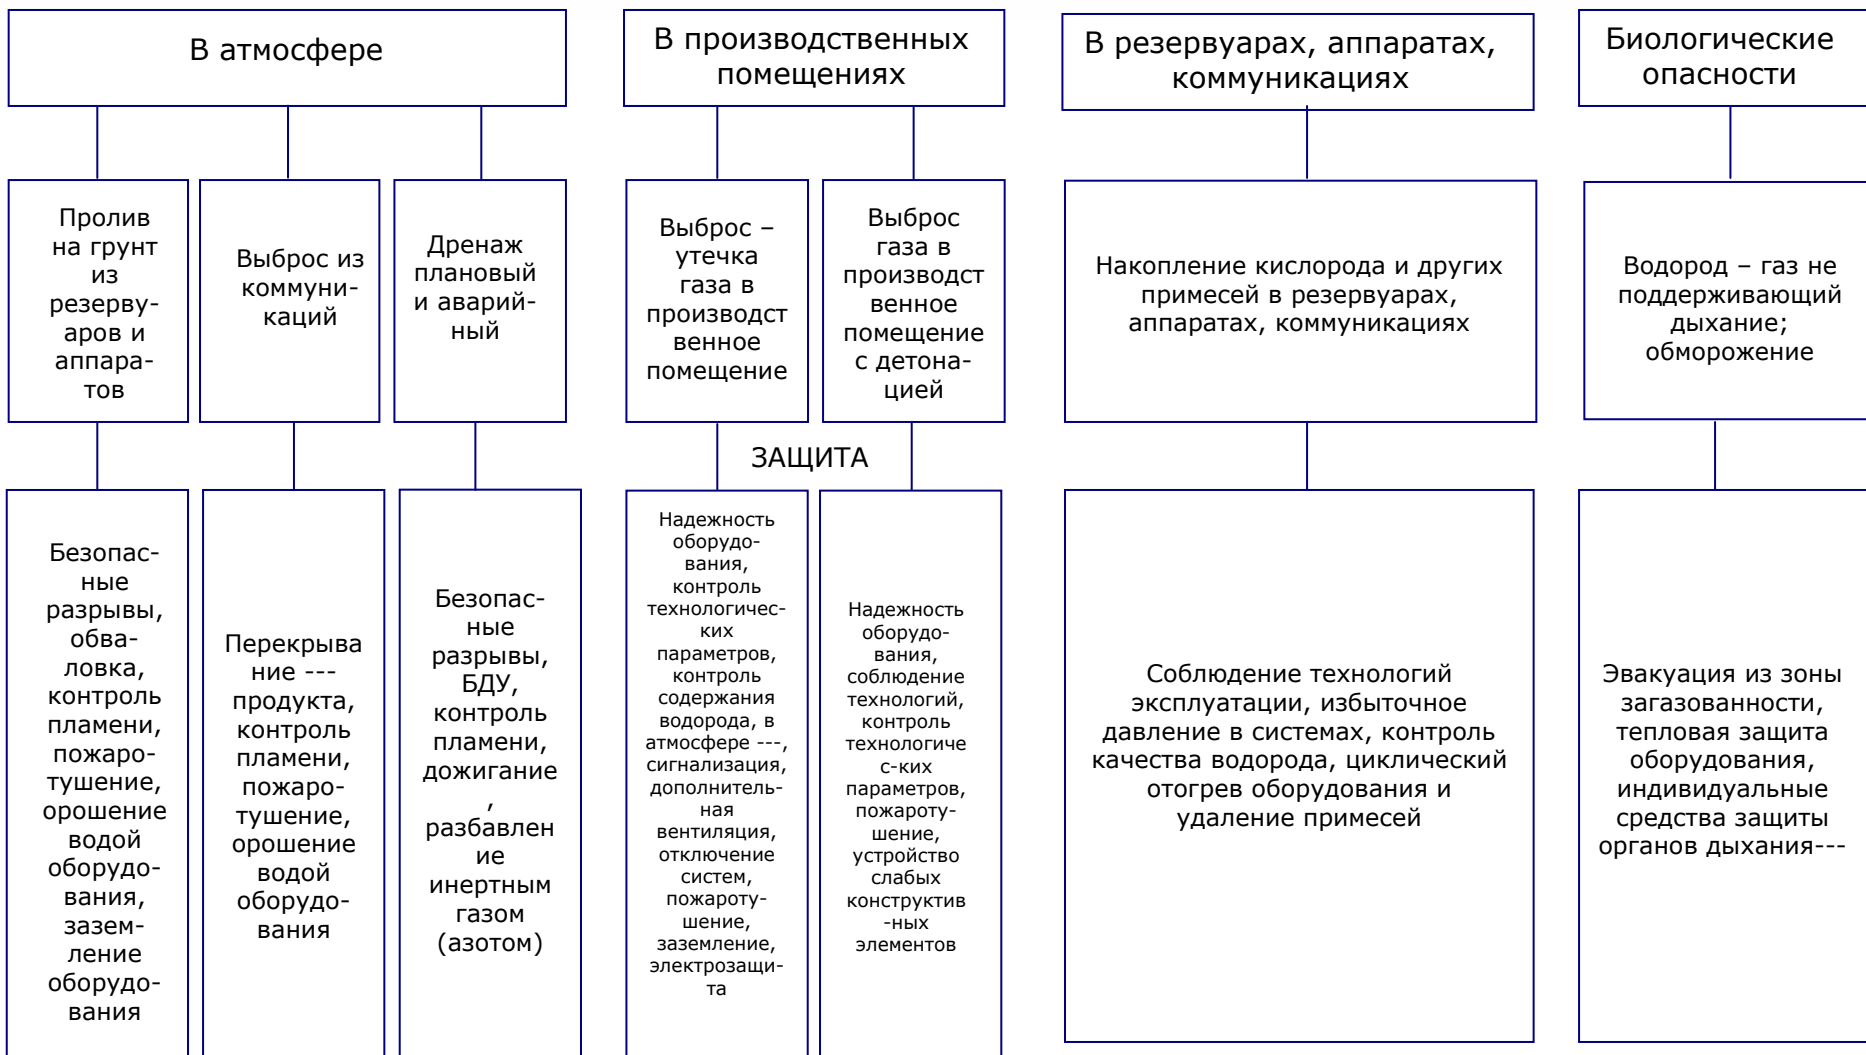 В атмосфере
Пролив
на грунт
из
резерву-
аров и
аппара-
тов
Выброс из
коммуни-
каций
Дренаж
плановый
и аварий-
ный
Безопас-
ные
разрывы,
обва-
ловка,
контроль
пламени,
пожаро-
тушение,
орошение
водой
оборудо-
вания,
зазем-
ление
оборудо-
вания
Перекрыва
ние ---
продукта,
контроль
пламени,
пожаро-
тушение,
орошение
водой
оборудо-
вания
Безопас-
ные
разрывы,
БДУ,
контроль
пламени,
дожигание
,
разбавлен
ие
инертным
газом
(азотом)
В производственных
помещениях
Выброс –
утечка
газа в
производст
венное
помещение
Выброс
газа в
производст
венное
помещение
с детона-
цией
ЗАЩИТА
Надежность
оборудо-
вания,
контроль
технологичес-
ких
параметров,
контроль
содержания
водорода, в
атмосфере ---,
сигнализация,
дополнитель-
ная
вентиляция,
отключение
систем,
пожароту-
шение,
заземление,
электрозащи-
та
Надежность
оборудо-
вания,
соблюдение
технологий,
контроль
технологиче
с-ких
параметров,
пожароту-
шение,
устройство
слабых
конструктив
-ных
элементов
В резервуарах, аппаратах,
коммуникациях
Накопление кислорода и других
примесей в резервуарах,
аппаратах, коммуникациях
Соблюдение технологий
эксплуатации, избыточное
давление в системах, контроль
качества водорода, циклический
отогрев оборудования и
удаление примесей
Биологические
опасности
Водород – газ не
поддерживающий
дыхание;
обморожение
Эвакуация из зоны
загазованности,
тепловая защита
оборудования,
индивидуальные
средства защиты
органов дыхания---